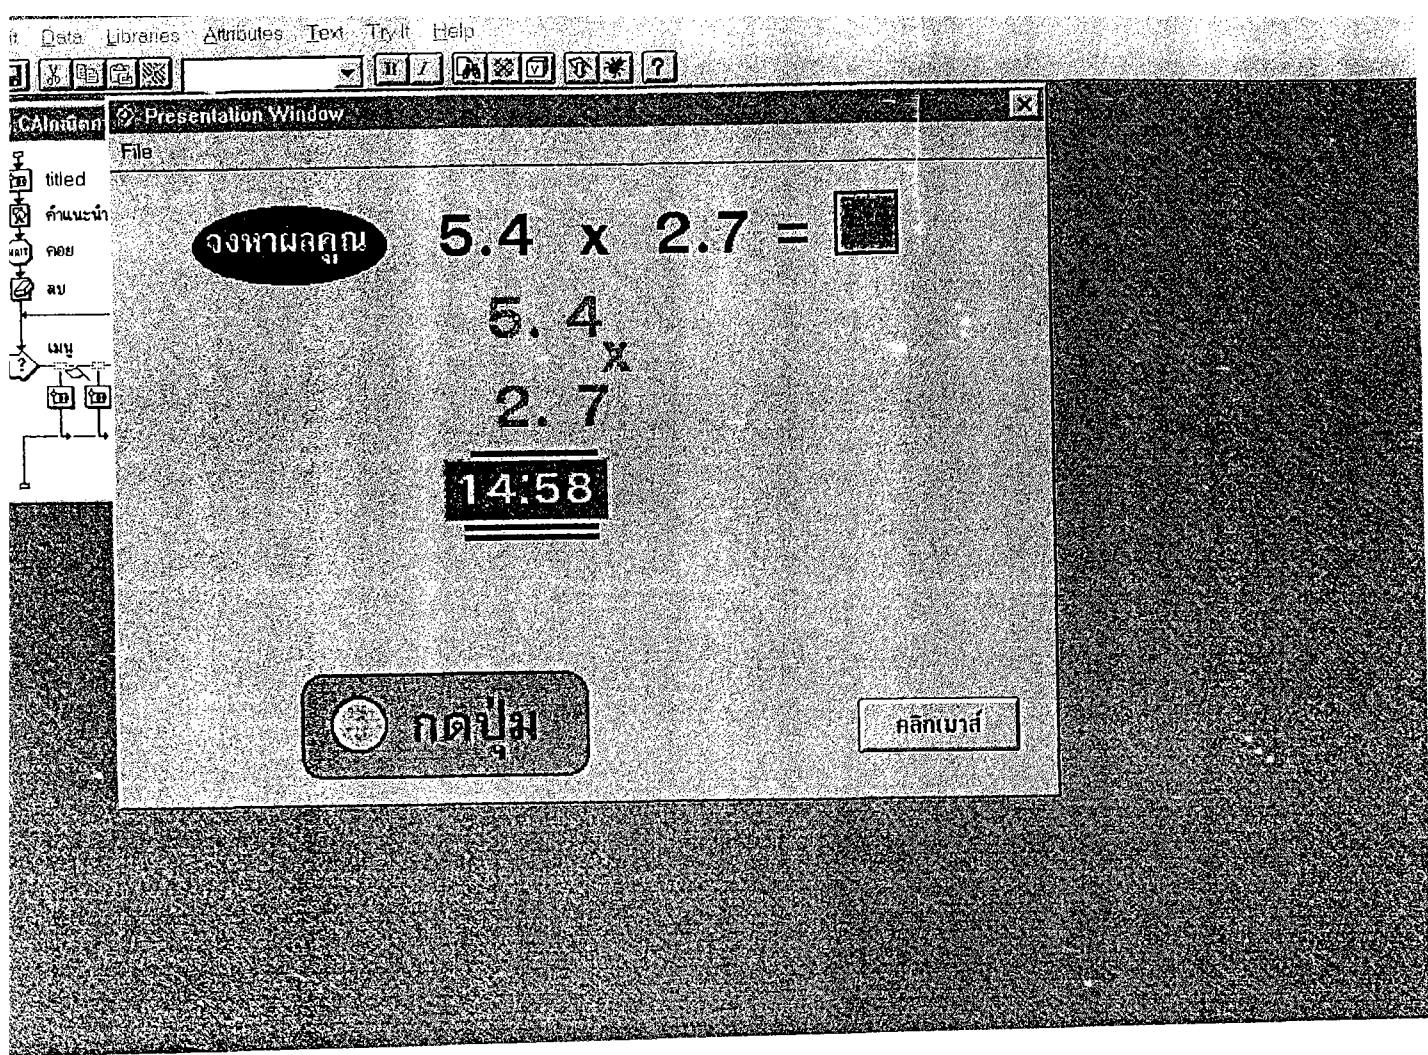 Data Libraries Attributes Text Try It Help
B I
?
Presentation Window
File
titled
คำแนะนำ
คอย
ลบ
เมนู
?
จงหาผลคูณ 5.4 x 2.7 =
5. 4
x
2. 7
14:58
กดปุ่ม
คลิกเมาส์